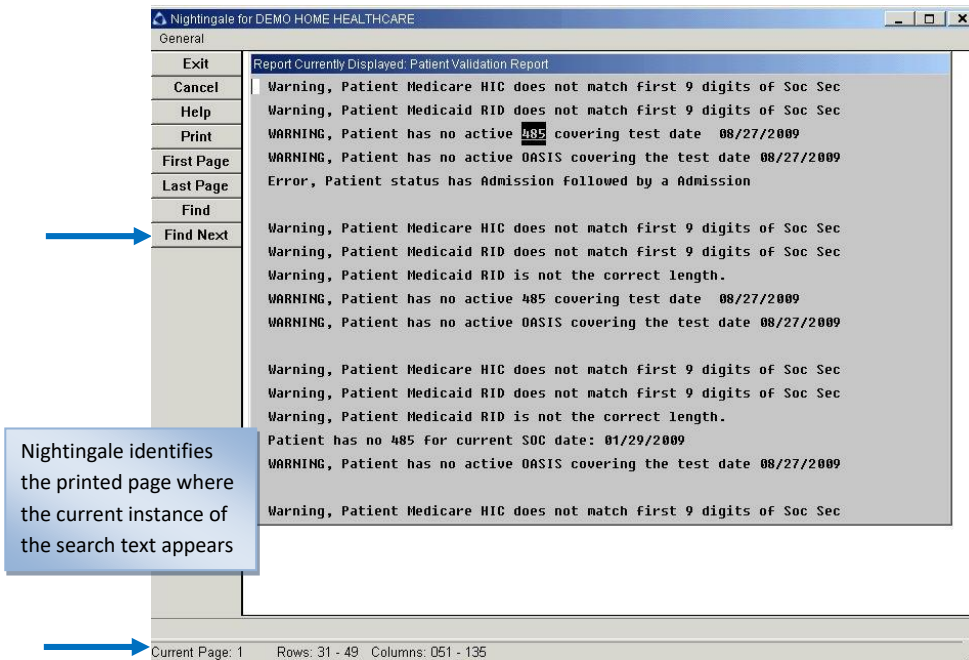 Nightingale for DEMO HOME HEALTHCARE
General
Exit
Cancel
Help
Print
First Page
Last Page
Find
Find Next
Report Currently Displayed: Patient Validation Report
Warning, Patient Medicare HIC does not match first 9 digits of Soc Sec
Warning, Patient Medicaid RID does not match first 9 digits of Soc Sec
WARNING, Patient has no active 485 covering test date 08/27/2009
WARNING, Patient has no active OASIS covering the test date 08/27/2009
Error, Patient status has Admission followed by a Admission
Warning, Patient Medicare HIC does not match first 9 digits of Soc Sec
Warning, Patient Medicaid RID does not match first 9 digits of Soc Sec
Warning, Patient Medicaid RID is not the correct length.
WARNING, Patient has no active 485 covering test date 08/27/2009
WARNING, Patient has no active OASIS covering the test date 08/27/2009
Warning, Patient Medicare HIC does not match first 9 digits of Soc Sec
Warning, Patient Medicaid RID does not match first 9 digits of Soc Sec
Warning, Patient Medicaid RID is not the correct length.
Patient has no 485 for current SOC date: 01/29/2009
WARNING, Patient has no active OASIS covering the test date 08/27/2009
Warning, Patient Medicare HIC does not match first 9 digits of Soc Sec
Nightingale identifies
the printed page where
the current instance of
the search text appears
Current Page: 1 Rows: 31 - 49 Columns: 051 - 135